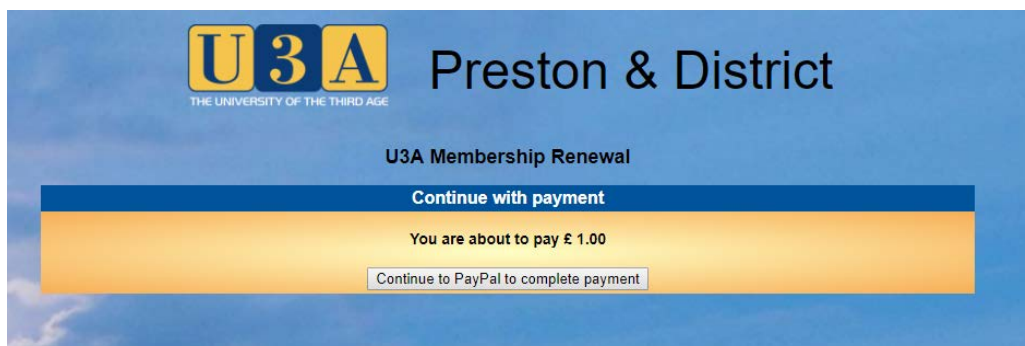 U3A Preston & District
THE UNIVERSITY OF THE THIRD AGE
U3A Membership Renewal
Continue with payment
You are about to pay £ 1.00
Continue to PayPal to complete payment